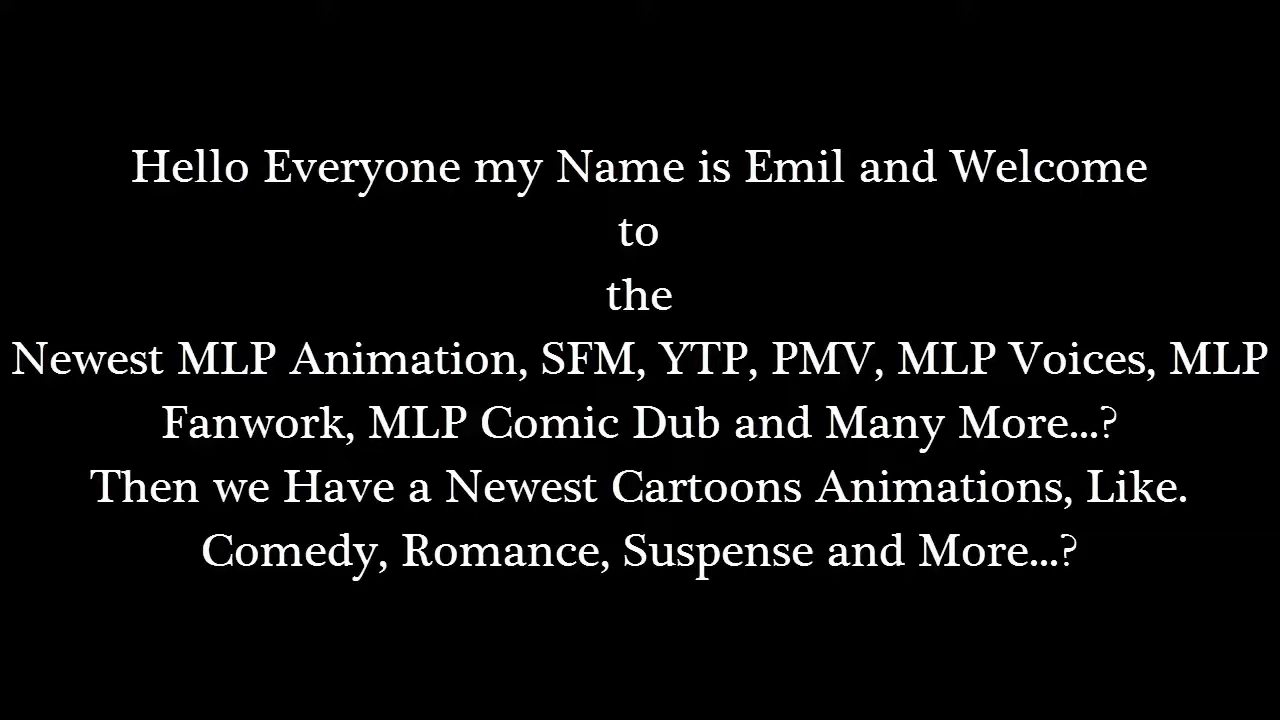 Hello Everyone my Name is Emil and Welcome
to
the
Newest MLP Animation, SFM, YTP, PMV, MLP Voices, MLP
Fanwork, MLP Comic Dub and Many More...?
Then we Have a Newest Cartoons Animations, Like.
Comedy, Romance, Suspense and More...?